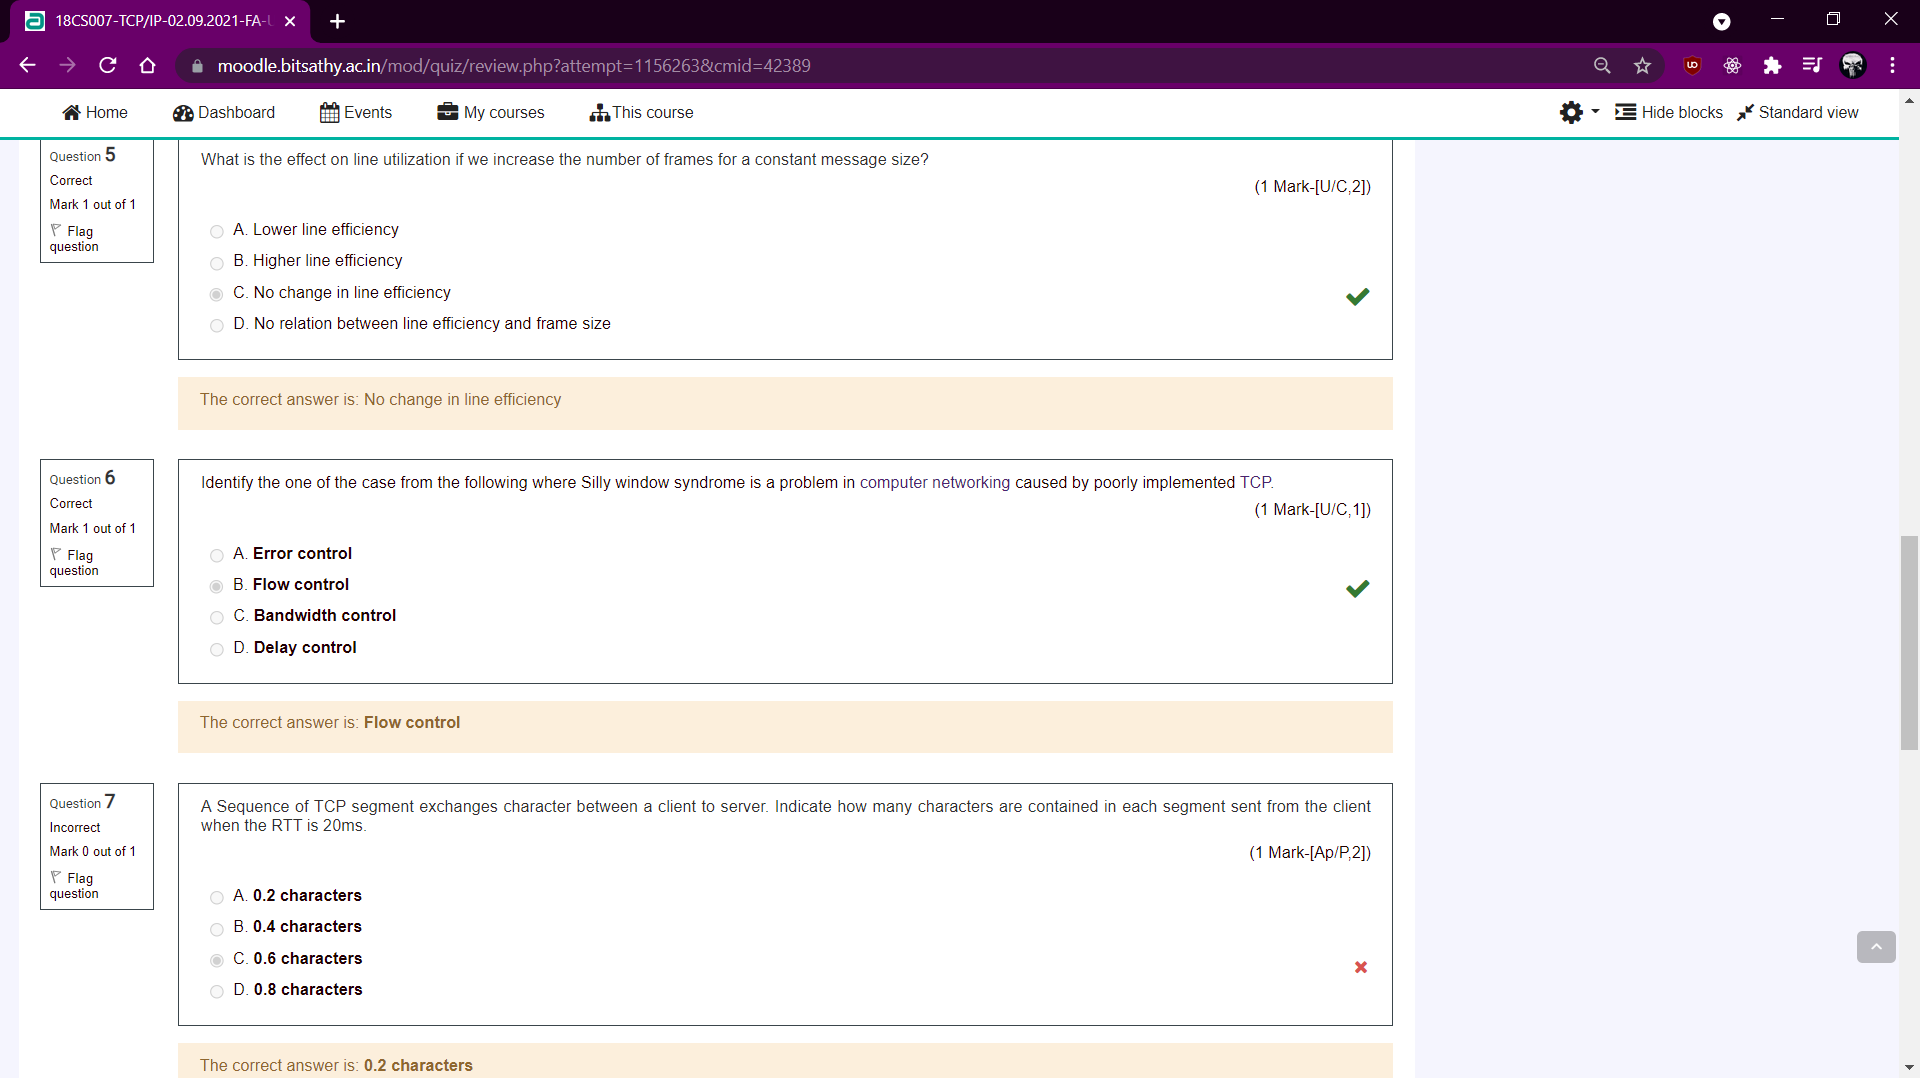 18CS007-TCP/IP-02.09.2021-FA-
moodle.bitsathy.ac.in/mod/quiz/review.php?attempt=1156263&cmid=42389
Home Dashboard Events My courses This course Hide blocks Standard view
Question 5
Correct
Mark 1 out of 1
Flag
question
What is the effect on line utilization if we increase the number of frames for a constant message size?
(1 Mark-[U/C,2])
A. Lower line efficiency
B. Higher line efficiency
C. No change in line efficiency
D. No relation between line efficiency and frame size
The correct answer is: No change in line efficiency
Question 6
Correct
Mark 1 out of 1
Flag
question
Identify the one of the case from the following where Silly window syndrome is a problem in computer networking caused by poorly implemented TCP.
(1 Mark-[U/C,1])
A. Error control
B. Flow control
C. Bandwidth control
D. Delay control
The correct answer is: Flow control
Question 7
Incorrect
Mark 0 out of 1
Flag
question
A Sequence of TCP segment exchanges character between a client to server. Indicate how many characters are contained in each segment sent from the client
when the RTT is 20ms.
(1 Mark-[Ap/P,2])
A. 0.2 characters
B. 0.4 characters
C. 0.6 characters
D. 0.8 characters
The correct answer is: 0.2 characters